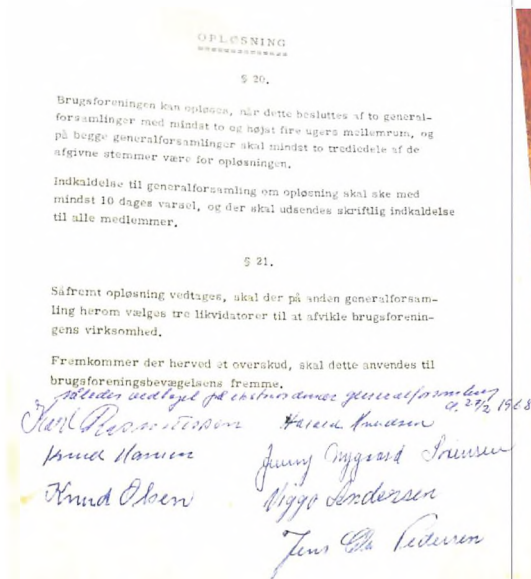 OPLØSNING
§ 20.
Brugsforeningen kan opløses, når dette besluttes af to general-
forsamlinger med mindst to og højst fire ugers mellemrum, og
på begge generalforsamlinger skal mindst to trediedele af de
afgivne stemmer være for opløsningen.
Indkaldelse til generalforsamling om opløsning skal ske med
mindst 10 dages varsel, og der skal udsendes skriftlig indkaldelse
til alle medlemmer.
§ 21.
Såfremt opløsning vedtages, skal der på anden generalforsam-
ling herom vælges tre likvidatorer til at afvikle brugsforenin-
gens virksomhed.
Fremkommer der herved et overskud, skal dette anvendes til
brugsforeningsbevægelsens fremme.
således vedtaget på ekstraordinær generalforsamling
d. 27/2 1968
Karl Rasmussen Harald Knudsen
Knud Hansen Jenny Nygaard Sørensen
Knud Olsen Viggo Andersen
Jens Pedersen